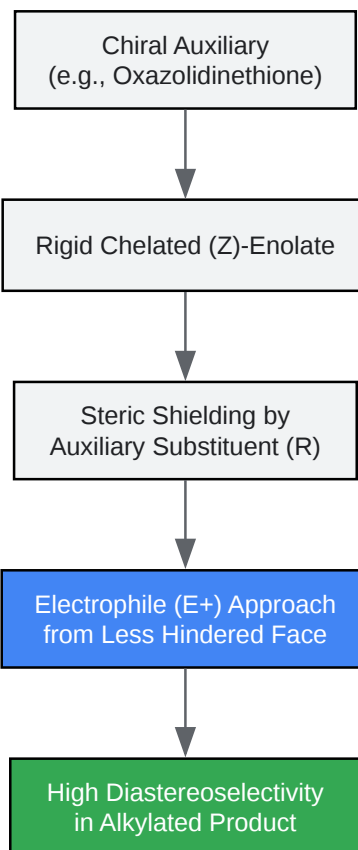 Chiral Auxiliary
(e.g., Oxazolidinethione)
Rigid Chelated (Z)-Enolate
Steric Shielding by
Auxiliary Substituent (R)
Electrophile (E+) Approach
from Less Hindered Face
High Diastereoselectivity
in Alkylated Product